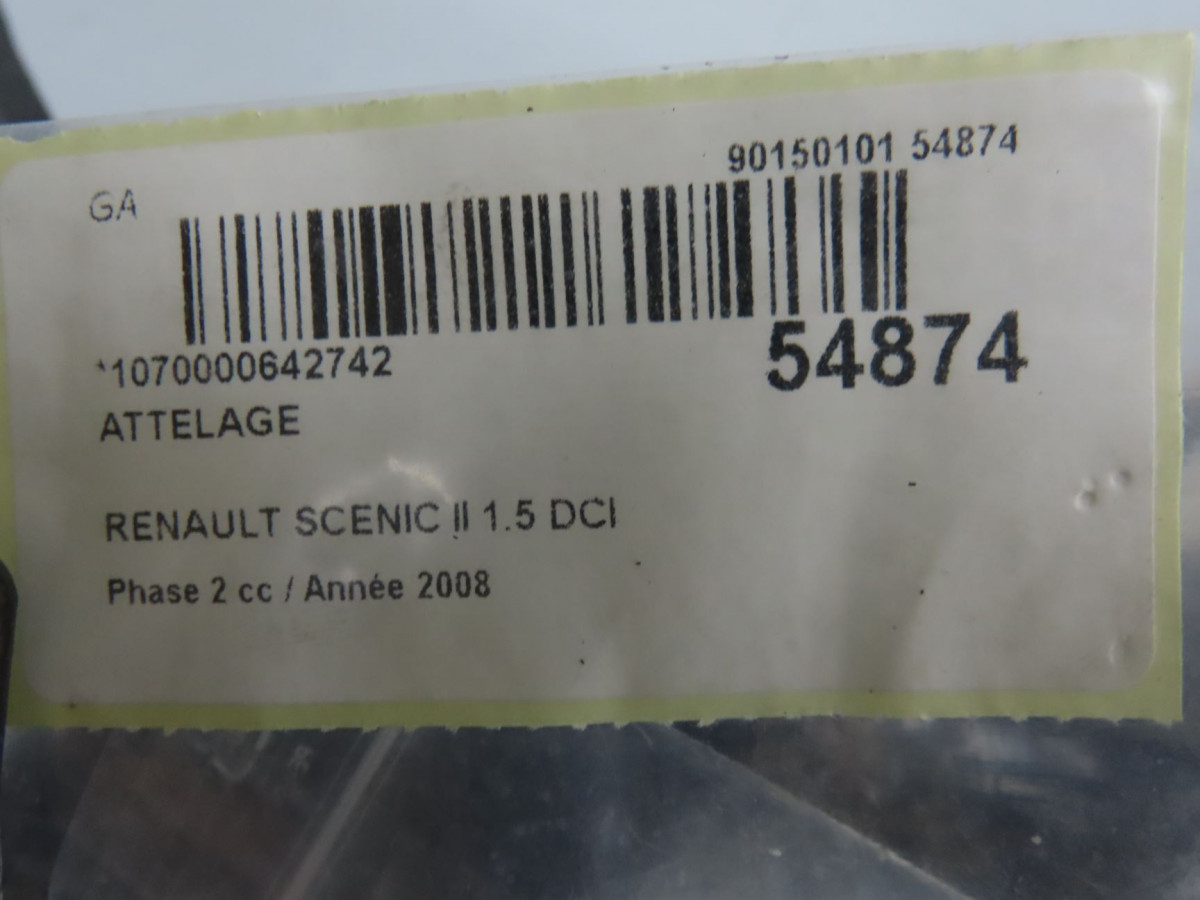 90150101 54874
GA
54874
*1070000642742
ATTELAGE
RENAULT SCENIC II 1.5 DCI
Phase 2 cc / Année 2008